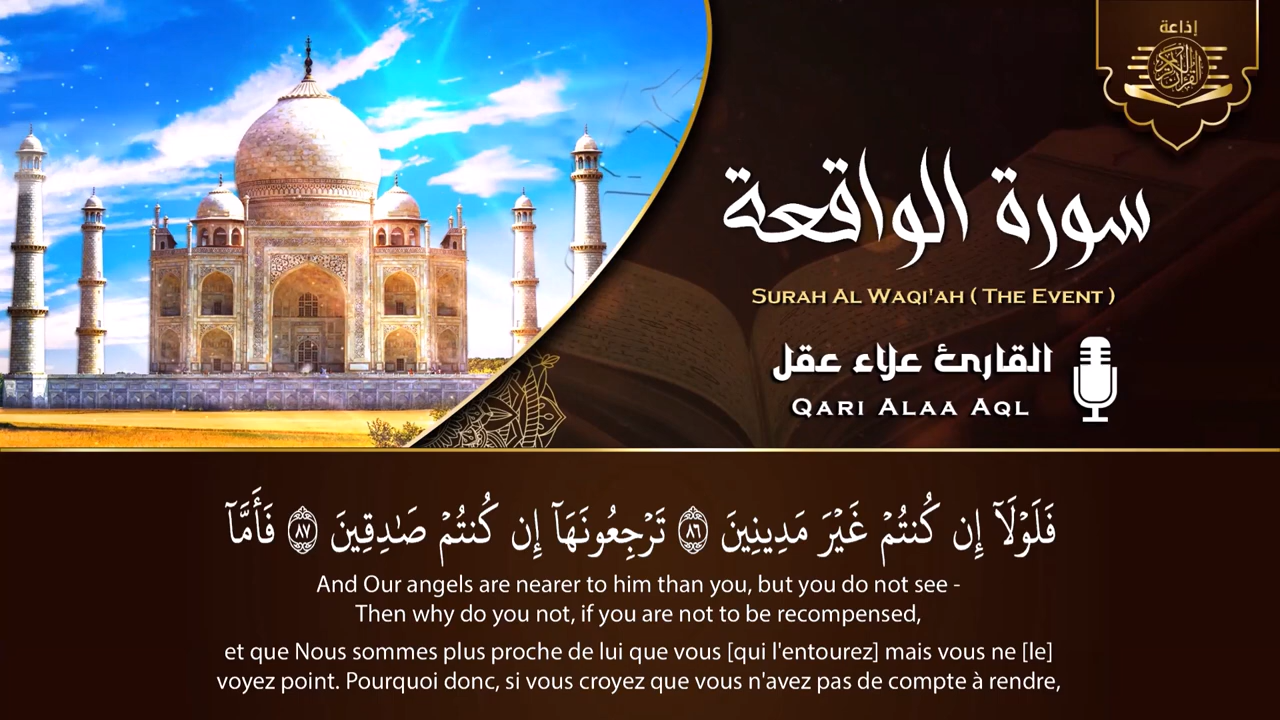 إذاعة
القرآن الكريم
سورة الواقعة
SURAH AL WAQI'AH ( THE EVENT )
القارئ علاء عقل
QARI ALAA AQL
فَلَوْلَآ إِن كُنتُمْ غَيْرَ مَدِينِينَ ٨٦ تَرْجِعُونَهَآ إِن كُنتُمْ صَـٰدِقِينَ ٨٧ فَأَمَّآ
And Our angels are nearer to him than you, but you do not see -
Then why do you not, if you are not to be recompensed,
et que Nous sommes plus proche de lui que vous [qui l'entourez] mais vous ne [le]
voyez point. Pourquoi donc, si vous croyez que vous n'avez pas de compte à rendre,